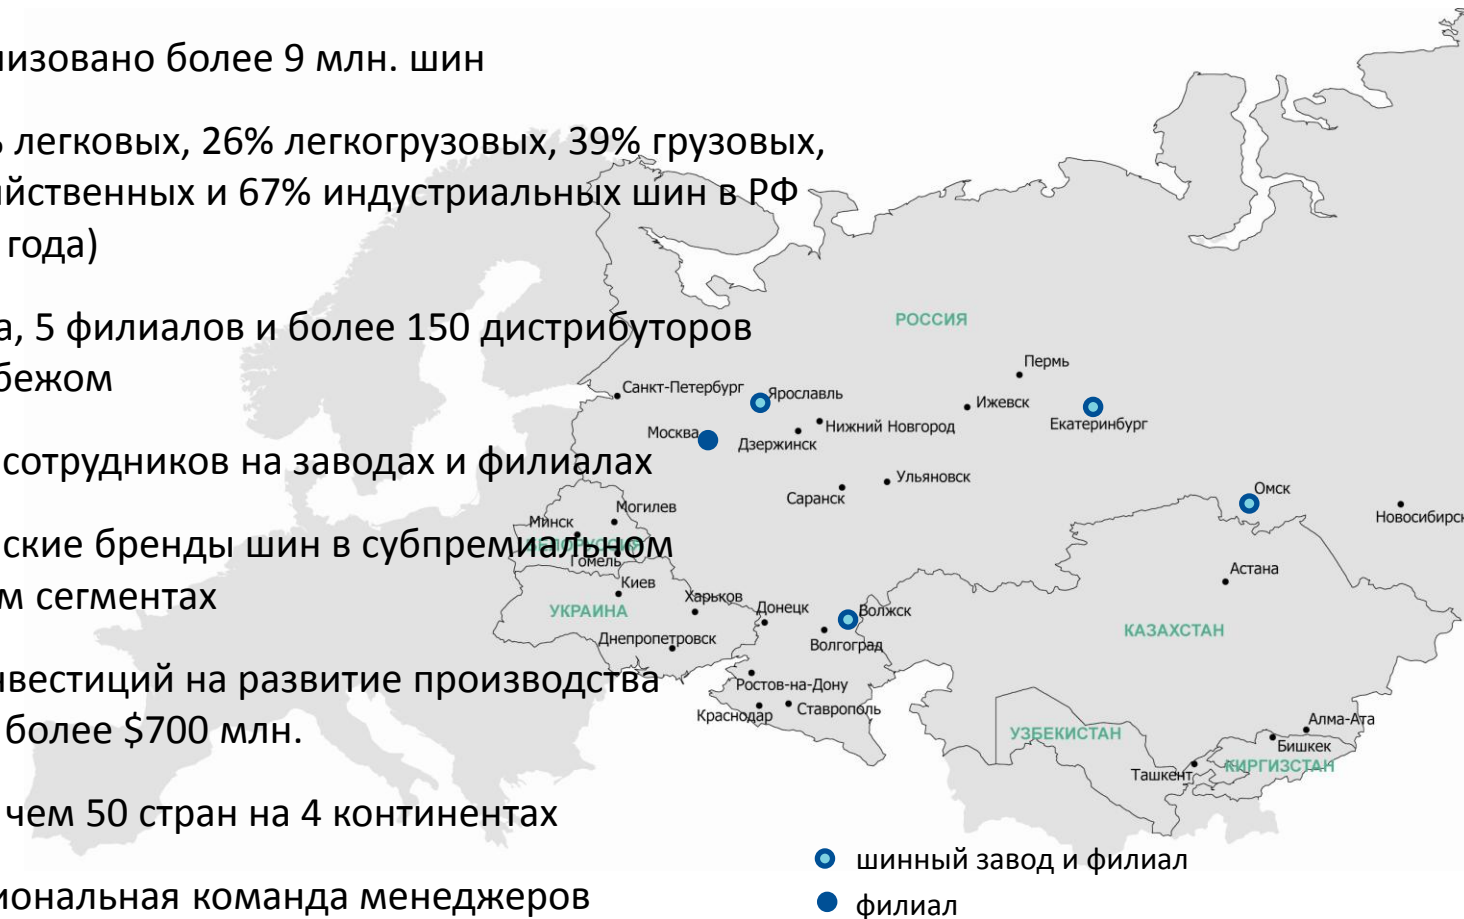 низовано более 9 млн. шин
легковых, 26% легкогрузовых, 39% грузовых,
йственных и 67% индустриальных шин в РФ
года)
а, 5 филиалов и более 150 дистрибуторов
бежом
сотрудников на заводах и филиалах
ские бренды шин в субпремиальном
м сегментах
нвестиций на развитие производства
более $700 млн.
чем 50 стран на 4 континентах
иональная команда менеджеров
РОССИЯ
Пермь
Санкт-Петербург
Ярославль
Ижевск
Екатеринбург
Москва
Дзержинск
Нижний Новгород
Саранск
Ульяновск
Омск
Новосибирск
Могилев
Минск
БЕЛОРУССИЯ
Гомель
Астана
Киев
УКРАИНА
Харьков
Донецк
Волжск
Днепропетровск
Волгоград
КАЗАХСТАН
Ростов-на-Дону
Краснодар
Ставрополь
УЗБЕКИСТАН
Алма-Ата
Бишкек
Ташкент
КИРГИЗСТАН
шинный завод и филиал
филиал